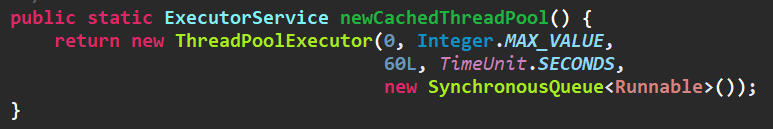 public static ExecutorService newCachedThreadPool() {
    return new ThreadPoolExecutor(0, Integer.MAX_VALUE,
                                  60L, TimeUnit.SECONDS,
                                  new SynchronousQueue<Runnable>());
}